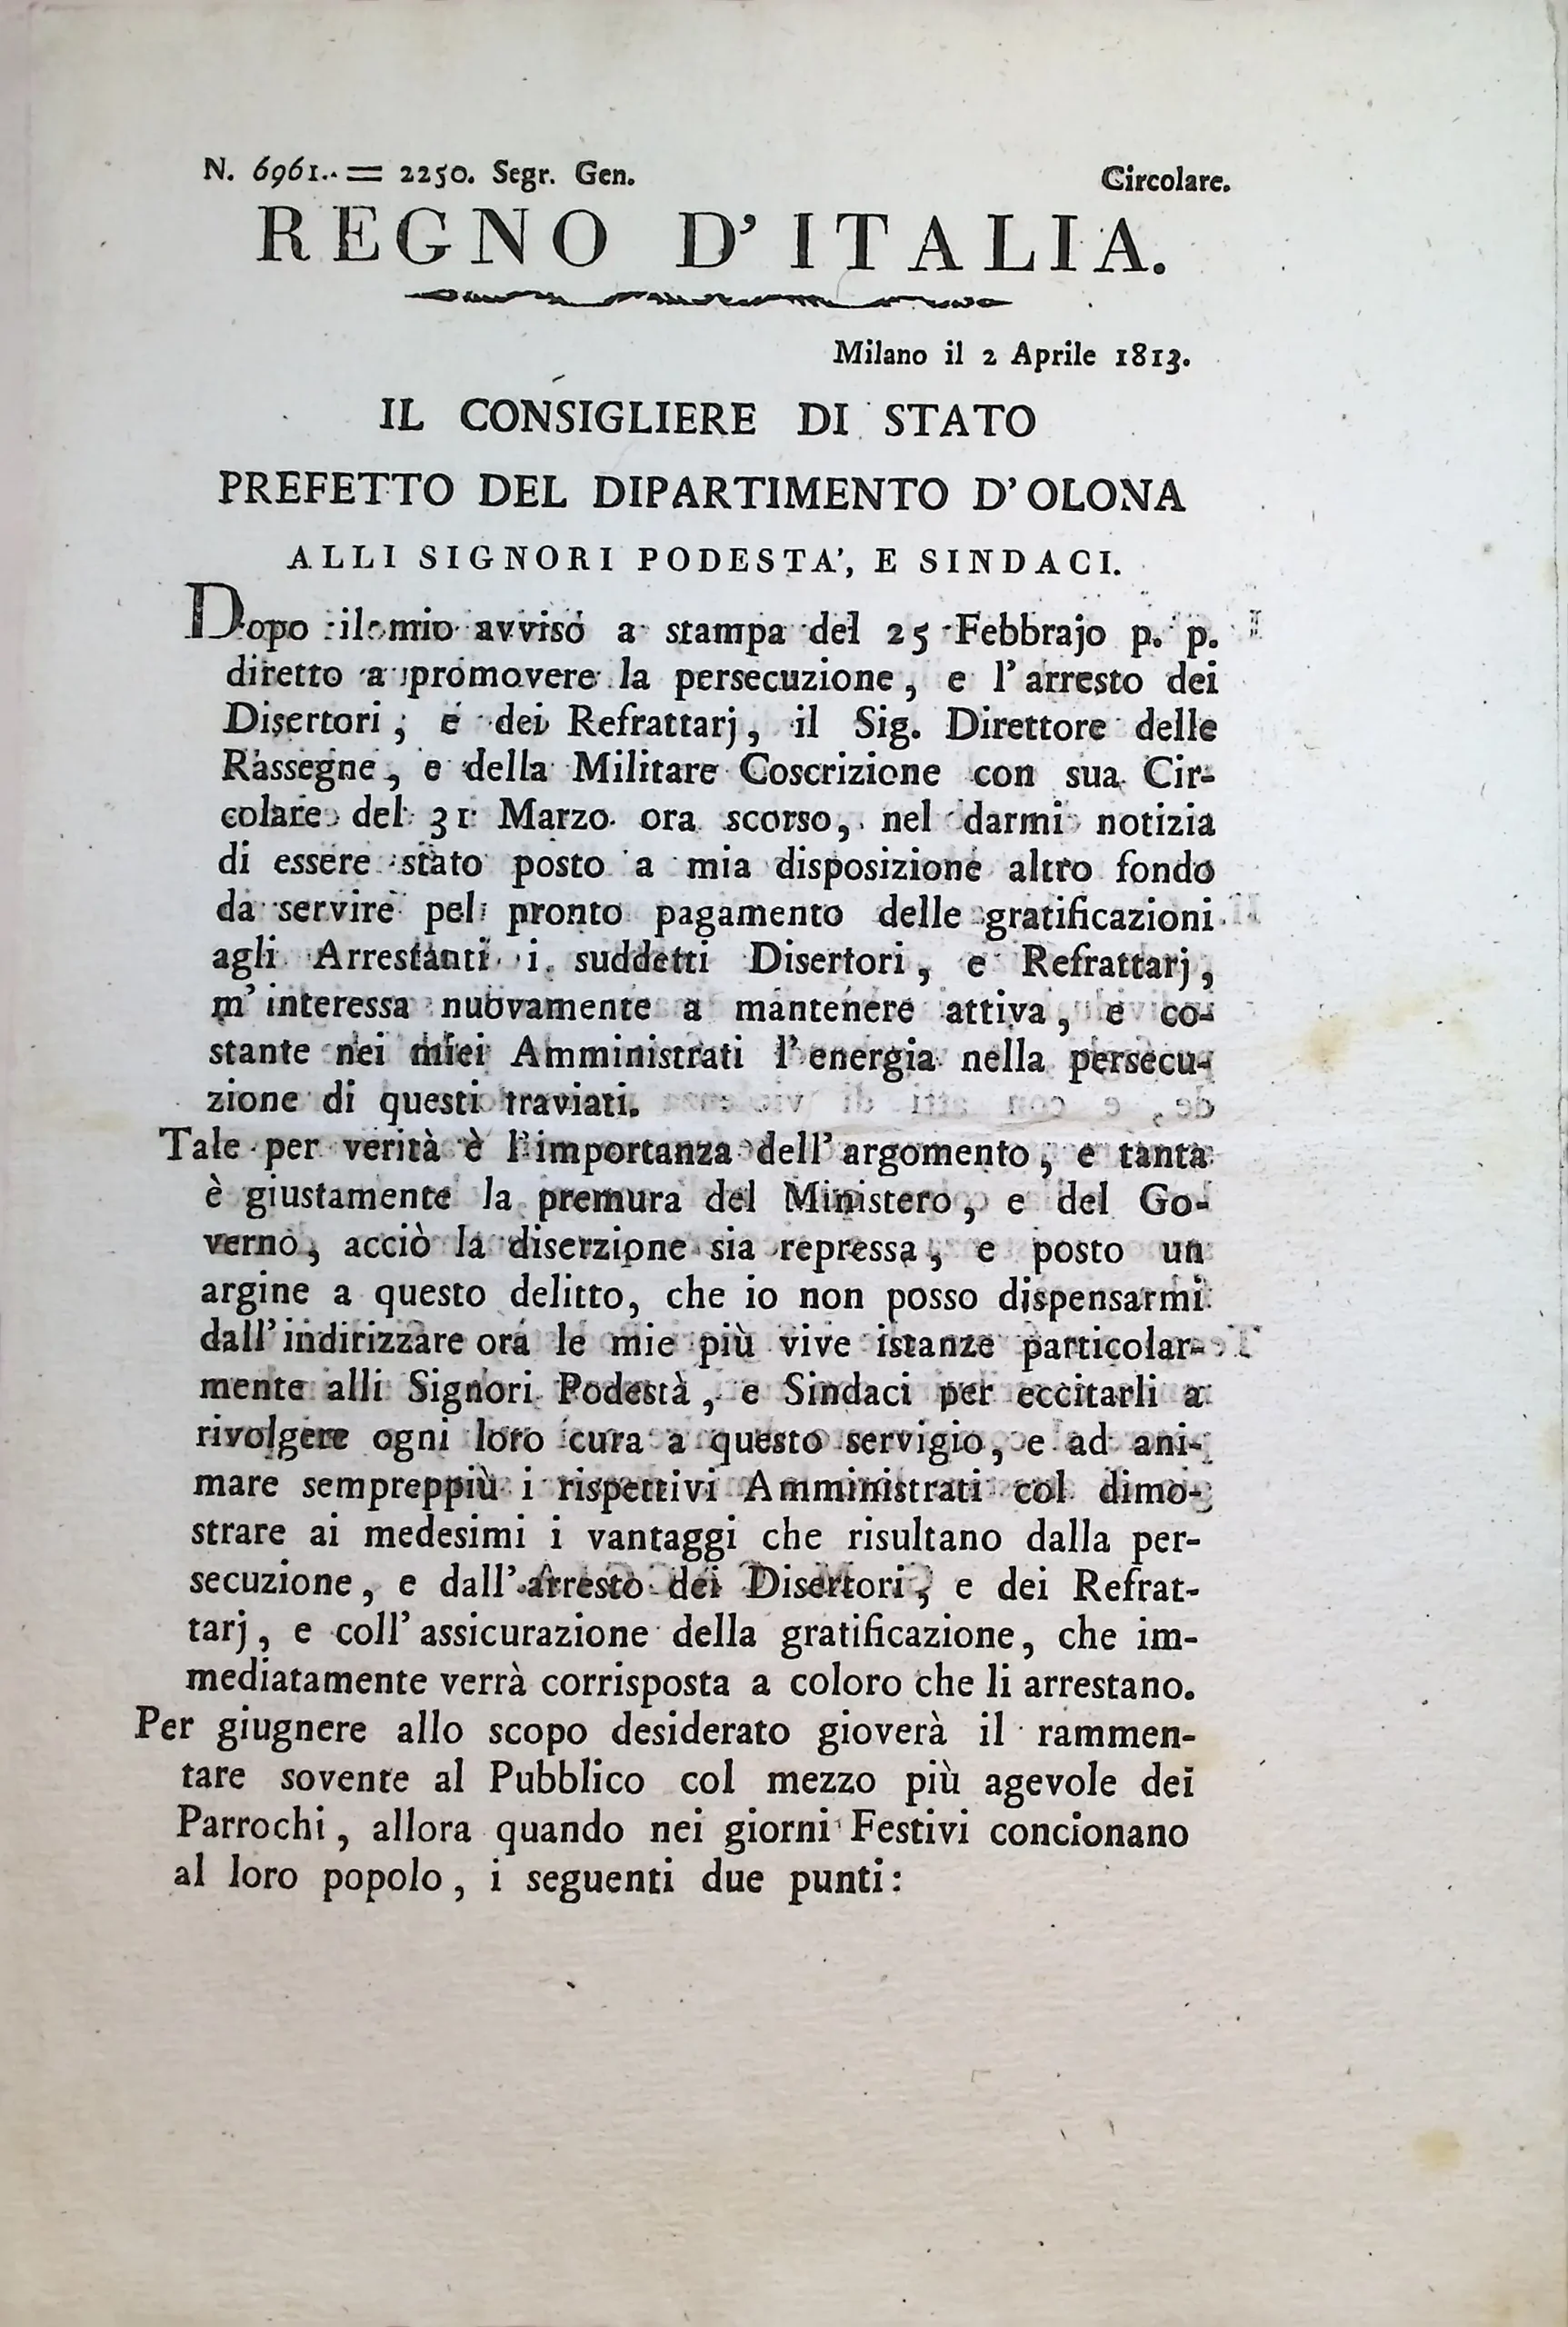 N. 6961. = 2250. Segr. Gen. Circolare.
REGNO D'ITALIA.
Milano il 2 Aprile 1813.
IL CONSIGLIERE DI STATO
PREFETTO DEL DIPARTIMENTO D'OLONA
ALLI SIGNORI PODESTA', E SINDACI.
Dopo il mio avviso a stampa del 25 Febbrajo p. p.
diretto a promovere la persecuzione, e l'arresto dei
Disertori, e dei Refrattarj, il Sig. Direttore delle
Rassegne, e della Militare Coscrizione con sua Cir-
colare del 31 Marzo ora scorso, nel darmi notizia
di essere stato posto a mia disposizione altro fondo
da servire pel pronto pagamento delle gratificazioni
agli Arrestanti i suddetti Disertori, e Refrattarj,
m'interessa nuovamente a mantenere attiva, e co-
stante nei miei Amministrati l'energia nella persecu-
zione di questi traviati.
Tale per verità è l'importanza dell'argomento, e tanta
è giustamente la premura del Ministero, e del Go-
verno, acciò la diserzione sia repressa, e posto un
argine a questo delitto, che io non posso dispensarmi
dall'indirizzare ora le mie più vive istanze particolar-
mente alli Signori Podestà, e Sindaci per eccitarli a
rivolgere ogni loro cura a questo servigio, e ad ani-
mare sempreppiù i rispettivi Amministrati col dimo-
strare ai medesimi i vantaggi che risultano dalla per-
secuzione, e dall'arresto dei Disertori, e dei Refrat-
tarj, e coll'assicurazione della gratificazione, che im-
mediatamente verrà corrisposta a coloro che li arrestano.
Per giugnere allo scopo desiderato gioverà il rammen-
tare sovente al Pubblico col mezzo più agevole dei
Parrochi, allora quando nei giorni Festivi concionano
al loro popolo, i seguenti due punti: